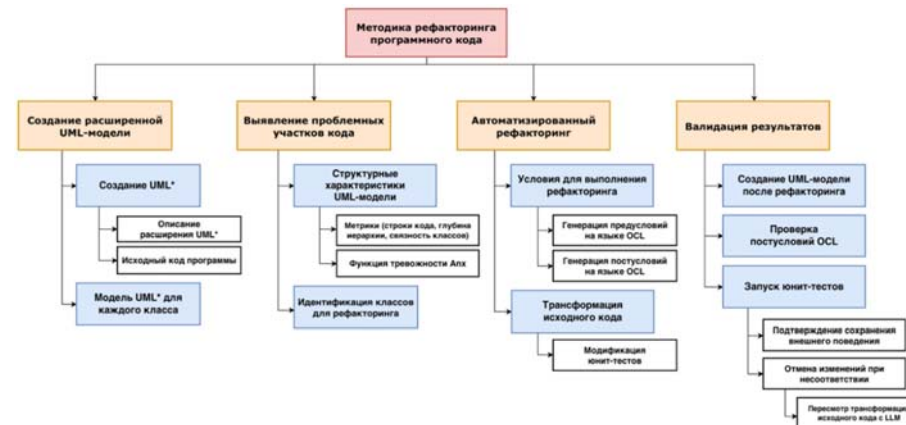 Методика рефакторинга
программного кода
Создание расширенной
UML-модели
Выявление проблемных
участков кода
Автоматизированный
рефакторинг
Валидация результатов
Создание UML*
Описание
расширения UML*
Исходный код программы
Модель UML* для
каждого класса
Структурные
характеристики
UML-модели
Метрики (строки кода, глубина
иерархии, связность классов)
Функция тревожности Anx
Идентификация классов
для рефакторинга
Условия для выполнения
рефакторинга
Генерация предусловий
на языке OCL
Генерация постусловий
на языке OCL
Трансформация
исходного кода
Модификация
юнит-тестов
Создание UML-модели
после рефакторинга
Проверка
постусловий OCL
Запуск юнит-тестов
Подтверждение сохранения
внешнего поведения
Отмена изменений при
несоответствии
Пересмотр трансформаци
исходного кода с LLM